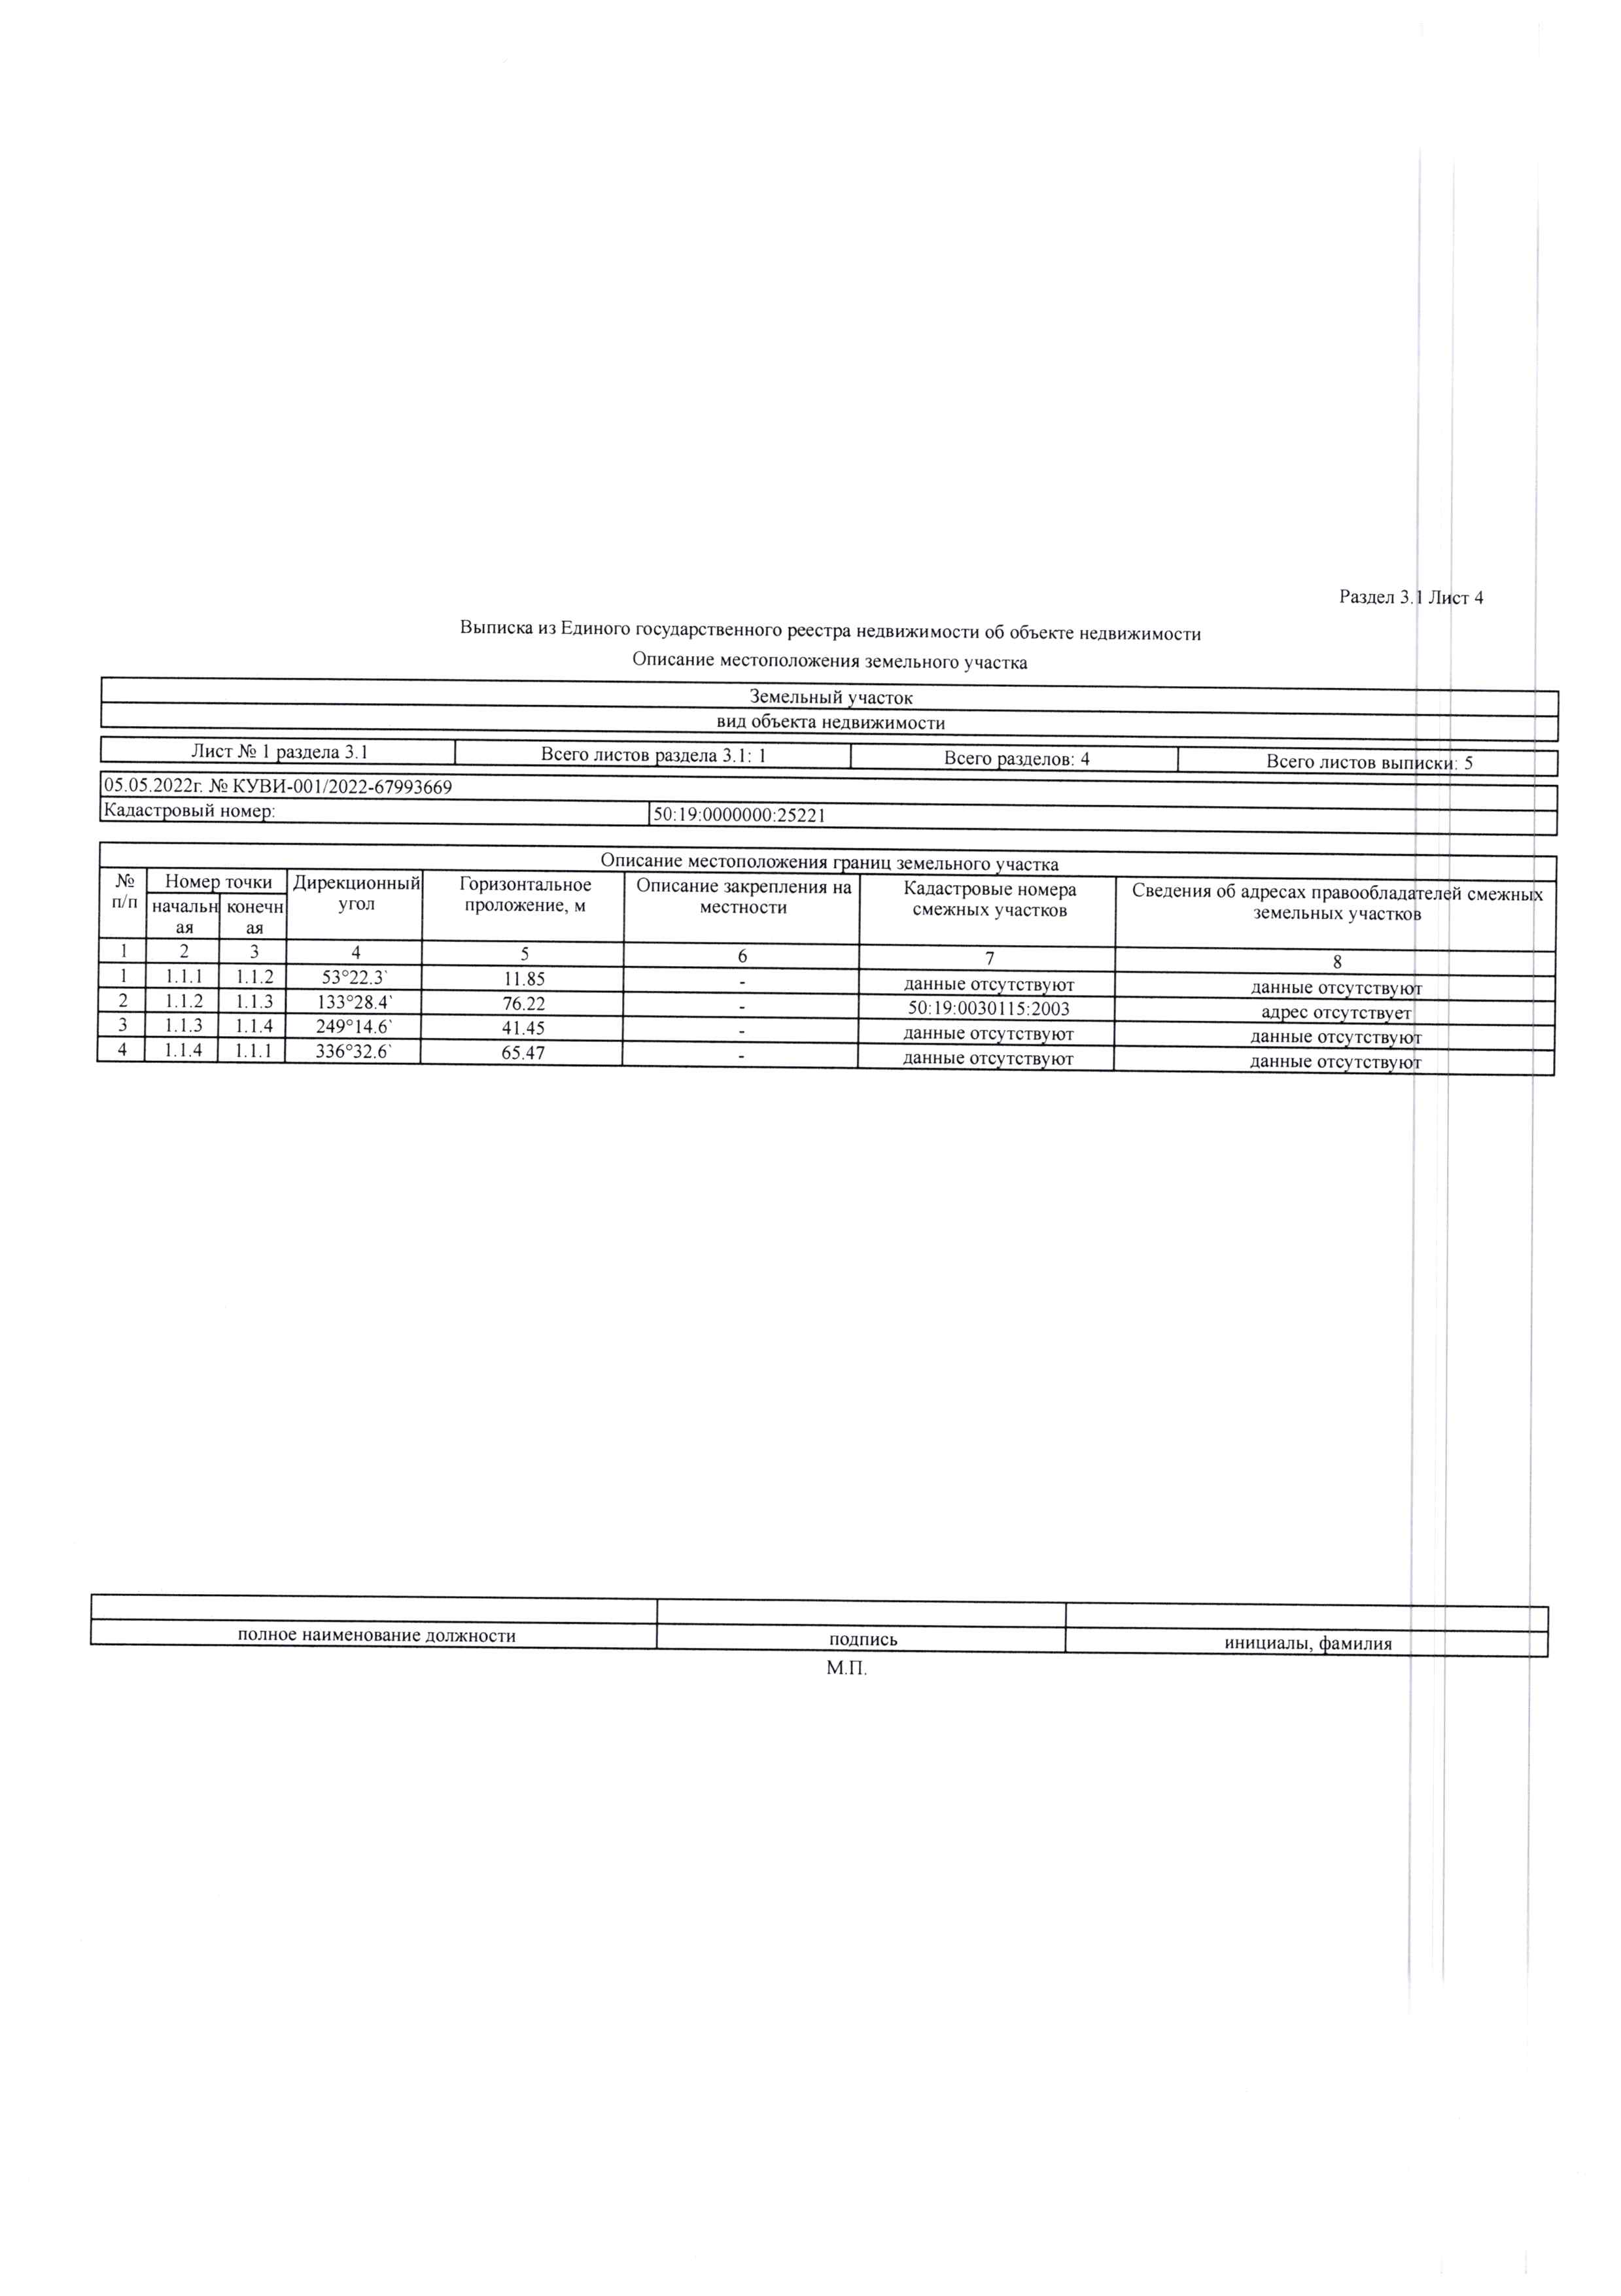 Раздел 3.1 Лист 4
Выписка из Единого государственного реестра недвижимости об объекте недвижимости
Описание местоположения земельного участка
Земельный участок
вид объекта недвижимости
Лист № 1 раздела 3.1 Всего листов раздела 3.1: 1 Всего разделов: 4 Всего листов выписки: 5
05.05.2022г. № КУВИ-001/2022-67993669
Кадастровый номер: 50:19:0000000:25221
Описание местоположения границ земельного участка
№ п/п Номер точки Дирекционный угол Горизонтальное проложение, м Описание закрепления на местности Кадастровые номера смежных участков Сведения об адресах правообладателей смежных земельных участков
начальн ая конечн ая
1 2 3 4 5 6 7 8
1 1.1.1 1.1.2 53°22.3` 11.85 - данные отсутствуют данные отсутствуют
2 1.1.2 1.1.3 133°28.4` 76.22 - 50:19:0030115:2003 адрес отсутствует
3 1.1.3 1.1.4 249°14.6` 41.45 - данные отсутствуют данные отсутствуют
4 1.1.4 1.1.1 336°32.6` 65.47 - данные отсутствуют данные отсутствуют
полное наименование должности подпись инициалы, фамилия
М.П.